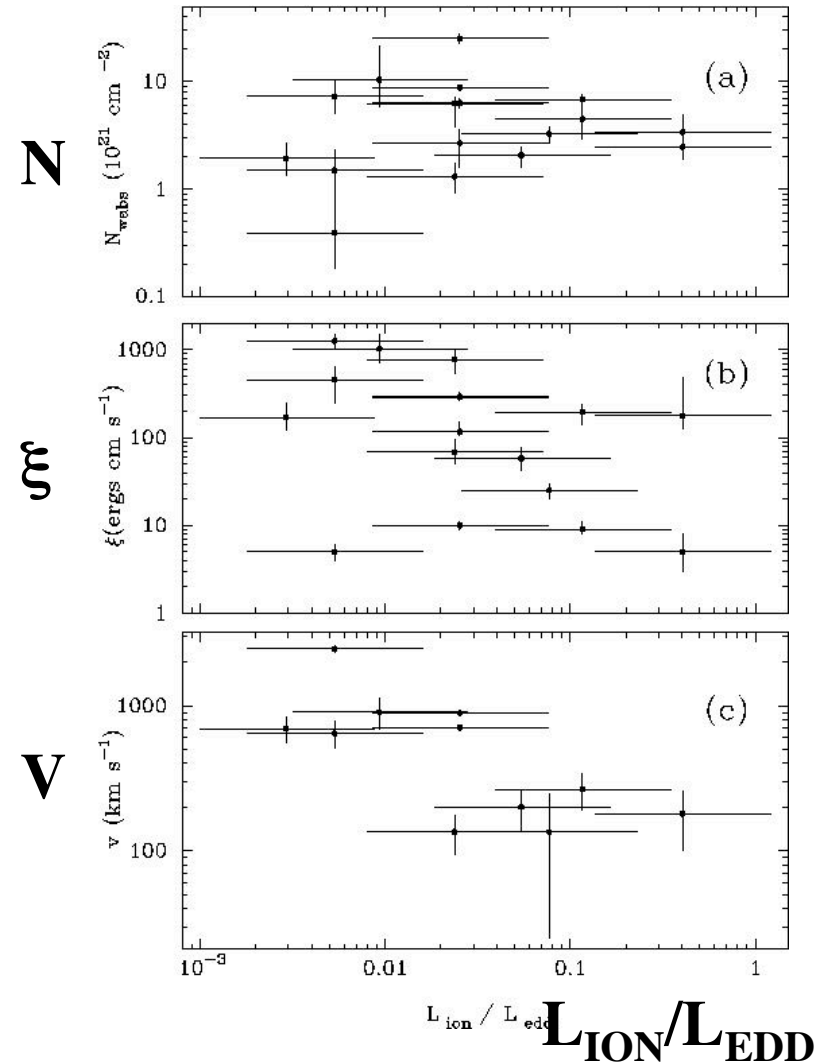 N
N_wabs (10^21 cm^-2)
10
1
0.1
(a)
ξ
ξ(ergs cm s^-1)
1000
100
10
1
(b)
V
v (km s^-1)
1000
100
(c)
10^-3 0.01 0.1 1
L_ion / L_edd
L_ION/L_EDD